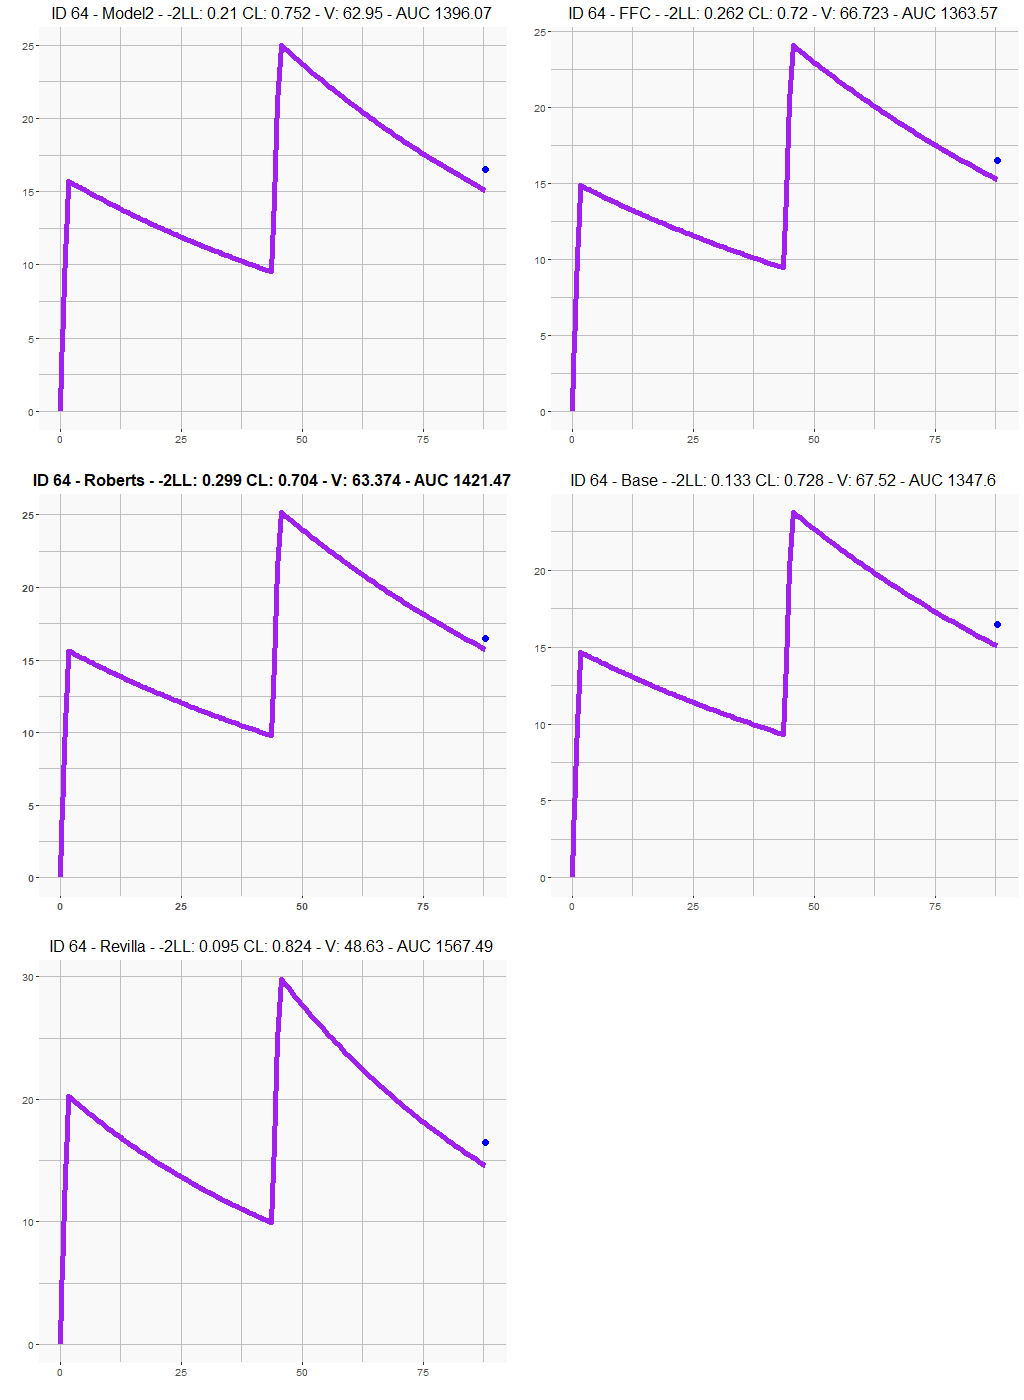 ID 64 - Model2 - -2LL: 0.21 CL: 0.752 - V: 62.95 - AUC 1396.07
25
20
15
10
5
0
0 25 50 75
ID 64 - FFC - -2LL: 0.262 CL: 0.72 - V: 66.723 - AUC 1363.57
25
20
15
10
5
0
0 25 50 75
ID 64 - Roberts - -2LL: 0.299 CL: 0.704 - V: 63.374 - AUC 1421.47
25
20
15
10
5
0
0 25 50 75
ID 64 - Base - -2LL: 0.133 CL: 0.728 - V: 67.52 - AUC 1347.6
20
15
10
5
0
0 25 50 75
ID 64 - Revilla - -2LL: 0.095 CL: 0.824 - V: 48.63 - AUC 1567.49
30
20
10
0
0 25 50 75